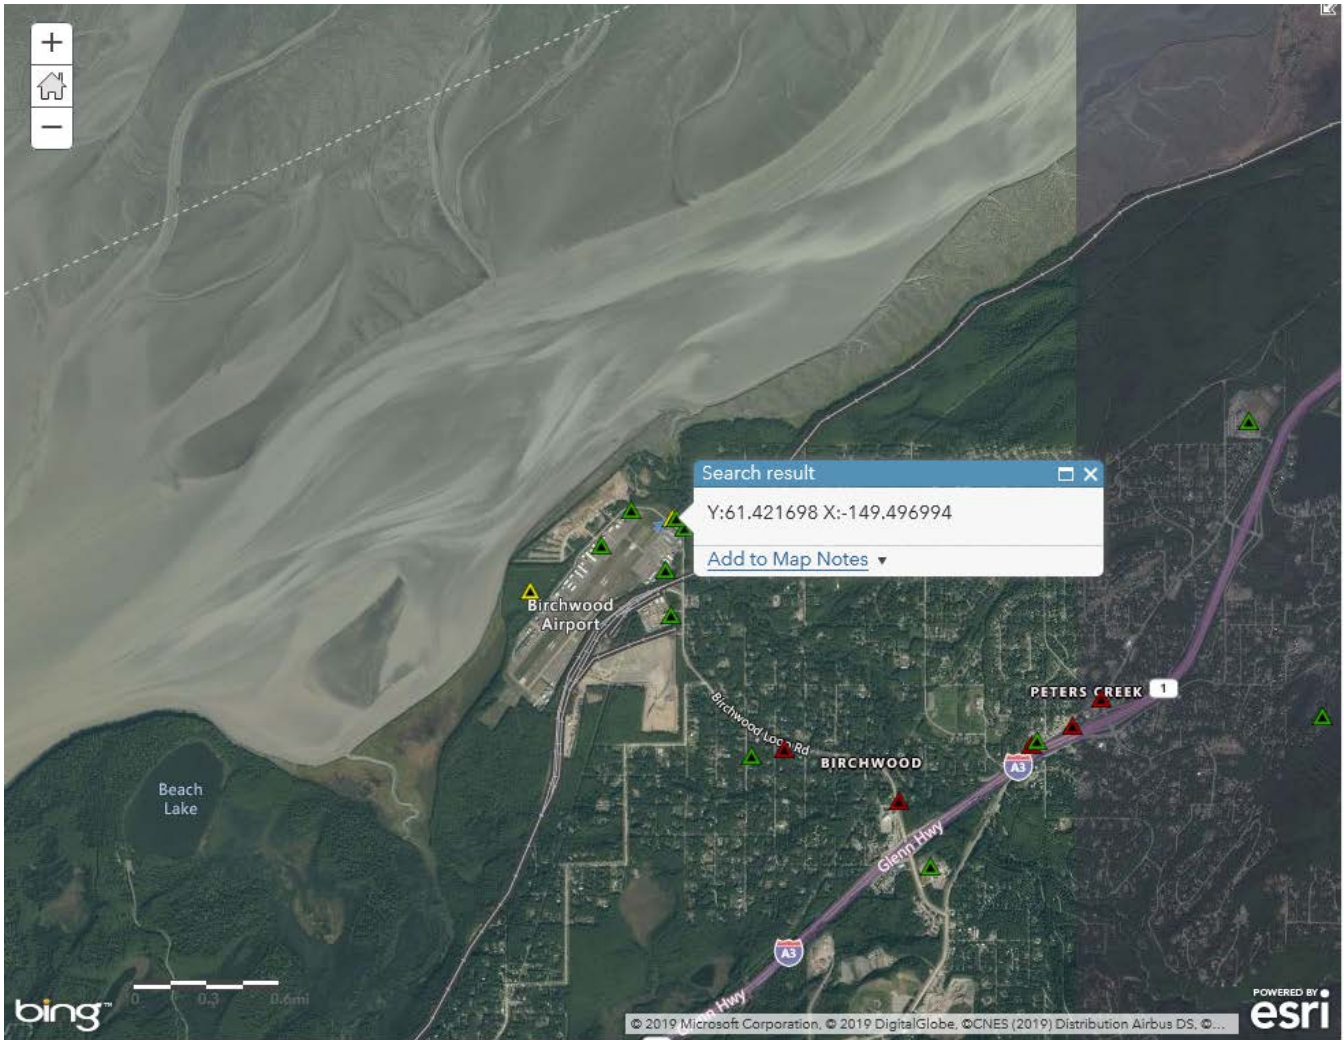 +
−
Search result
Y:61.421698 X:-149.496994
Add to Map Notes
Birchwood
Airport
PETERS CREEK
1
Birchwood Loop Rd
BIRCHWOOD
A3
Glenn Hwy
Beach
Lake
A3
0 0.3 0.6mi
Glenn Hwy
bing™
© 2019 Microsoft Corporation, © 2019 DigitalGlobe, ©CNES (2019) Distribution Airbus DS, ©...
POWERED BY
esri